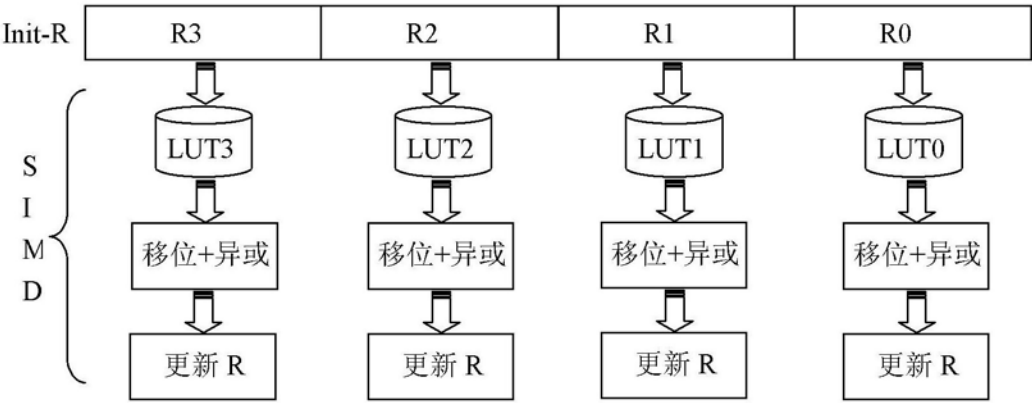 Init-R R3 R2 R1 R0
LUT3 LUT2 LUT1 LUT0
SIMD
移位+异或 移位+异或 移位+异或 移位+异或
更新 R 更新 R 更新 R 更新 R